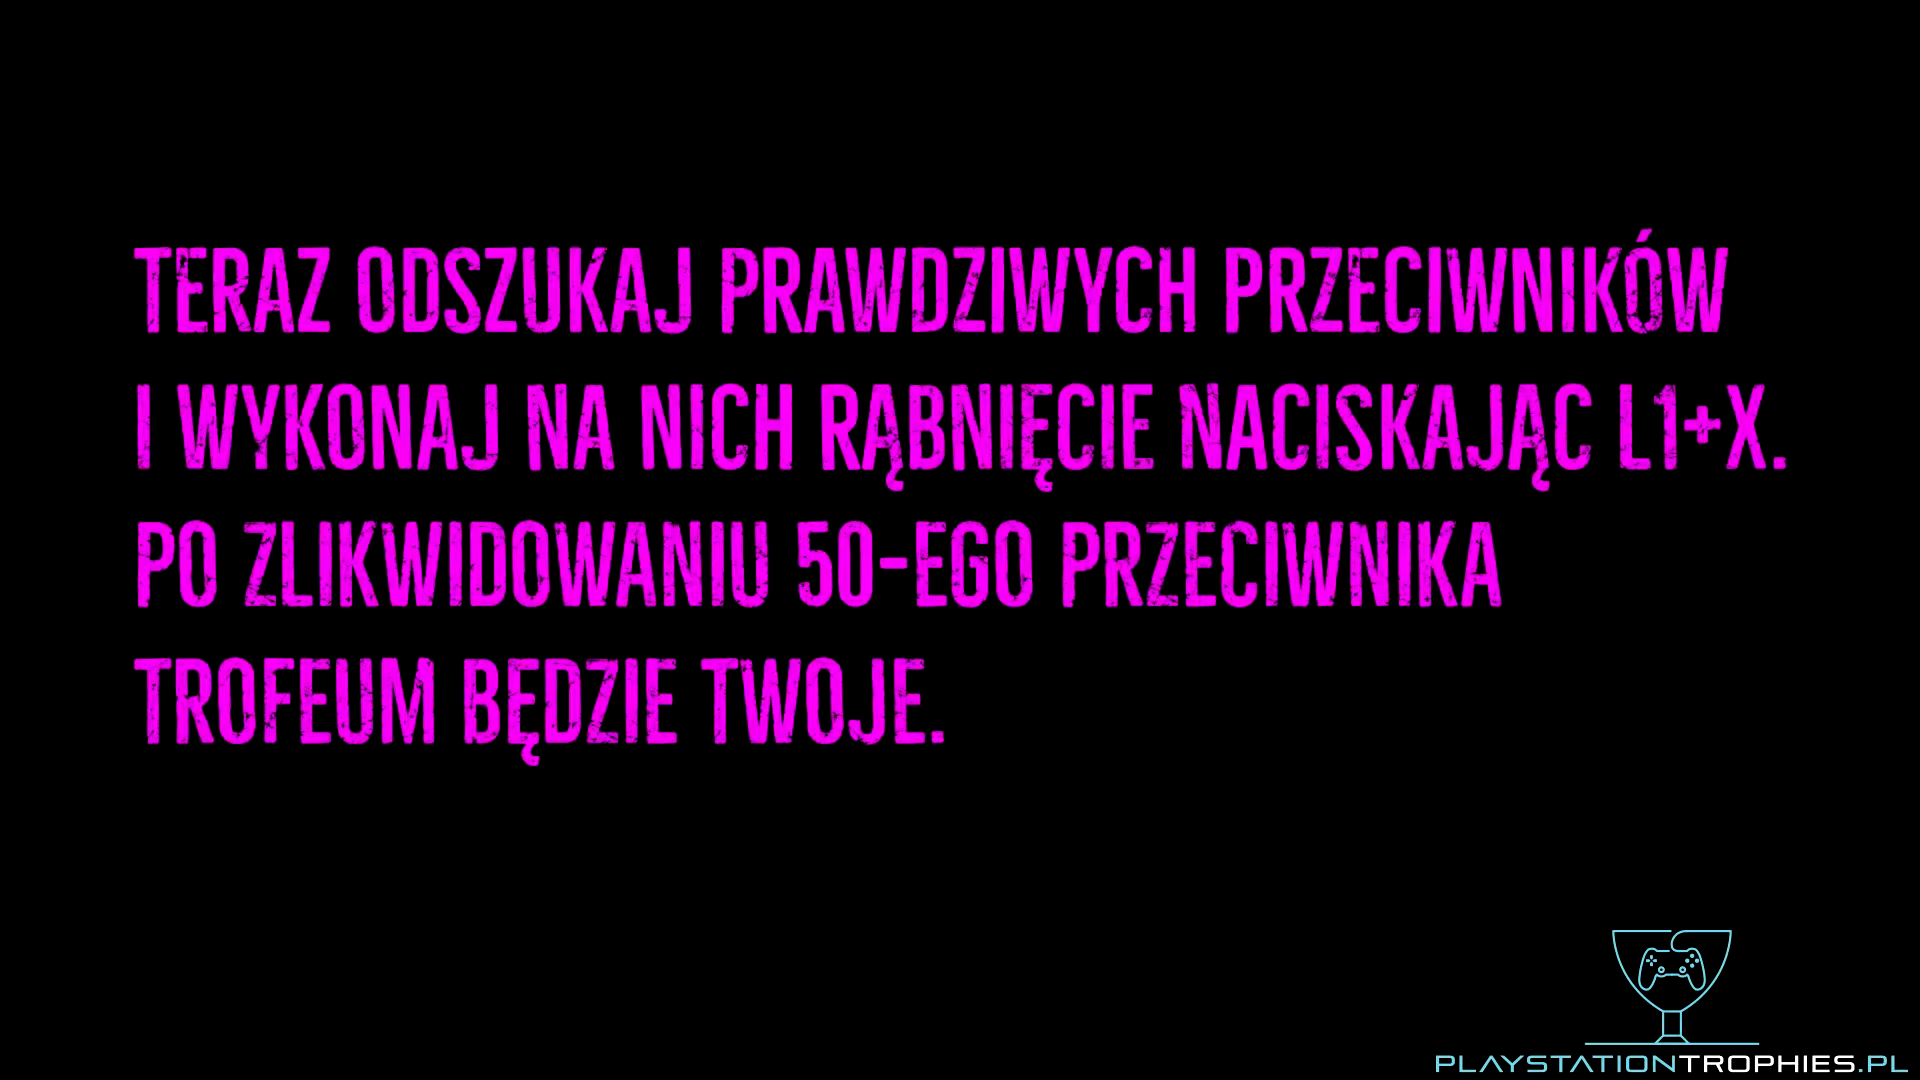 TERAZ ODSZUKAJ PRAWDZIWYCH PRZECIWNIKÓW
I WYKONAJ NA NICH RĄBNIĘCIE NACISKAJĄC L1+X.
PO ZLIKWIDOWANIU 50-EGO PRZECIWNIKA
TROFEUM BĘDZIE TWOJE.
PLAYSTATIONTROPHIES.PL